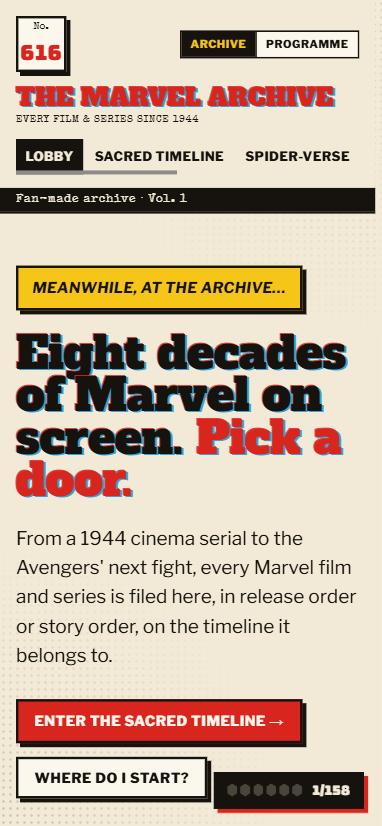 No.
616
ARCHIVE PROGRAMME
THE MARVEL ARCHIVE
EVERY FILM & SERIES SINCE 1944
LOBBY SACRED TIMELINE SPIDER-VERSE
Fan-made archive · Vol. 1
MEANWHILE, AT THE ARCHIVE...
Eight decades
of Marvel on
screen. Pick a
door.
From a 1944 cinema serial to the
Avengers' next fight, every Marvel film
and series is filed here, in release order
or story order, on the timeline it
belongs to.
ENTER THE SACRED TIMELINE →
WHERE DO I START?
1/158